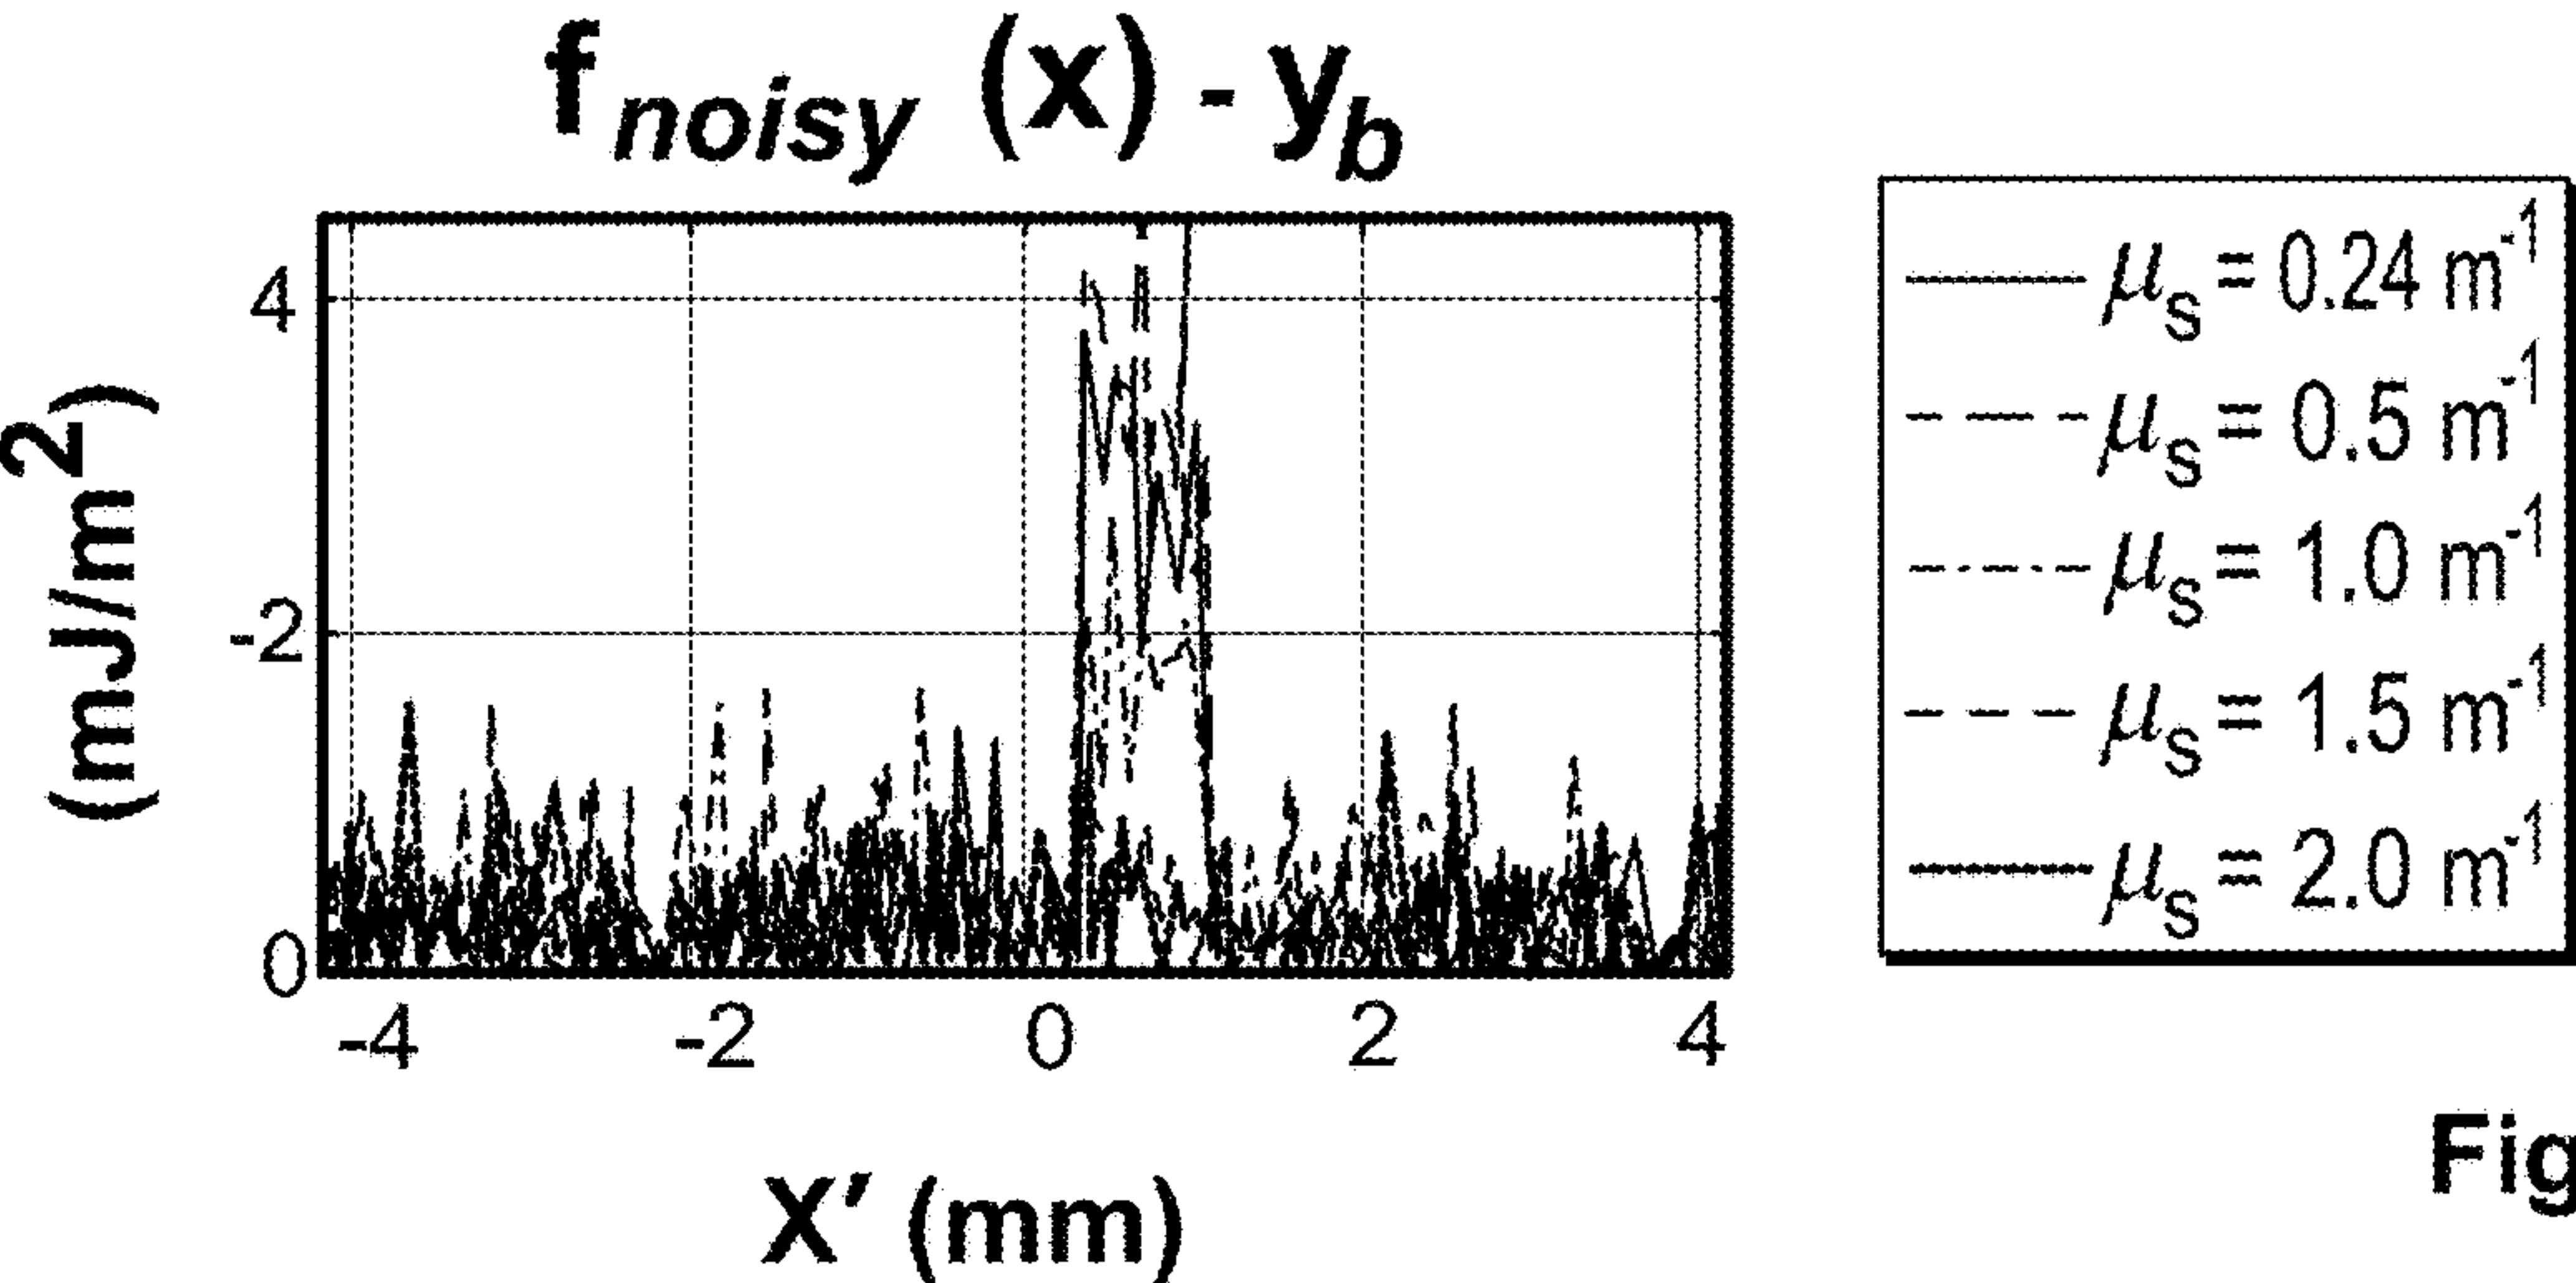 f noisy (x) - yb
(mJ/m²)
4
-2
0
-4 -2 0 2 4
X′ (mm)
μs = 0.24 m⁻¹
μs = 0.5 m⁻¹
μs = 1.0 m⁻¹
μs = 1.5 m⁻¹
μs = 2.0 m⁻¹
Fig